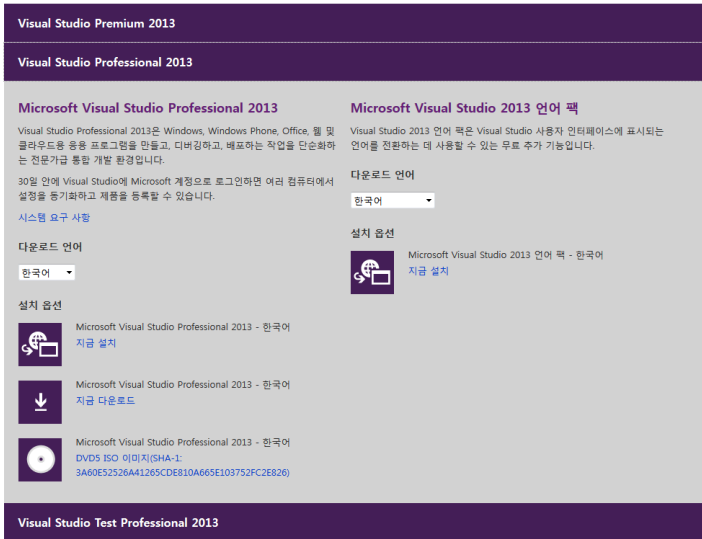 Visual Studio Premium 2013
Visual Studio Professional 2013
Microsoft Visual Studio Professional 2013
Visual Studio Professional 2013은 Windows, Windows Phone, Office, 웹 및
클라우드용 응용 프로그램을 만들고, 디버깅하고, 배포하는 작업을 단순화하
는 전문가급 통합 개발 환경입니다.
30일 안에 Visual Studio에 Microsoft 계정으로 로그인하면 여러 컴퓨터에서
설정을 동기화하고 제품을 등록할 수 있습니다.
시스템 요구 사항
다운로드 언어
한국어
설치 옵션
Microsoft Visual Studio Professional 2013 - 한국어
지금 설치
Microsoft Visual Studio Professional 2013 - 한국어
지금 다운로드
Microsoft Visual Studio Professional 2013 - 한국어
DVD5 ISO 이미지(SHA-1:
3A60E52526A41265CDE810A665E103752FC2E826)
Microsoft Visual Studio 2013 언어 팩
Visual Studio 2013 언어 팩은 Visual Studio 사용자 인터페이스에 표시되는
언어를 전환하는 데 사용할 수 있는 무료 추가 기능입니다.
다운로드 언어
한국어
설치 옵션
Microsoft Visual Studio 2013 언어 팩 - 한국어
지금 설치
Visual Studio Test Professional 2013